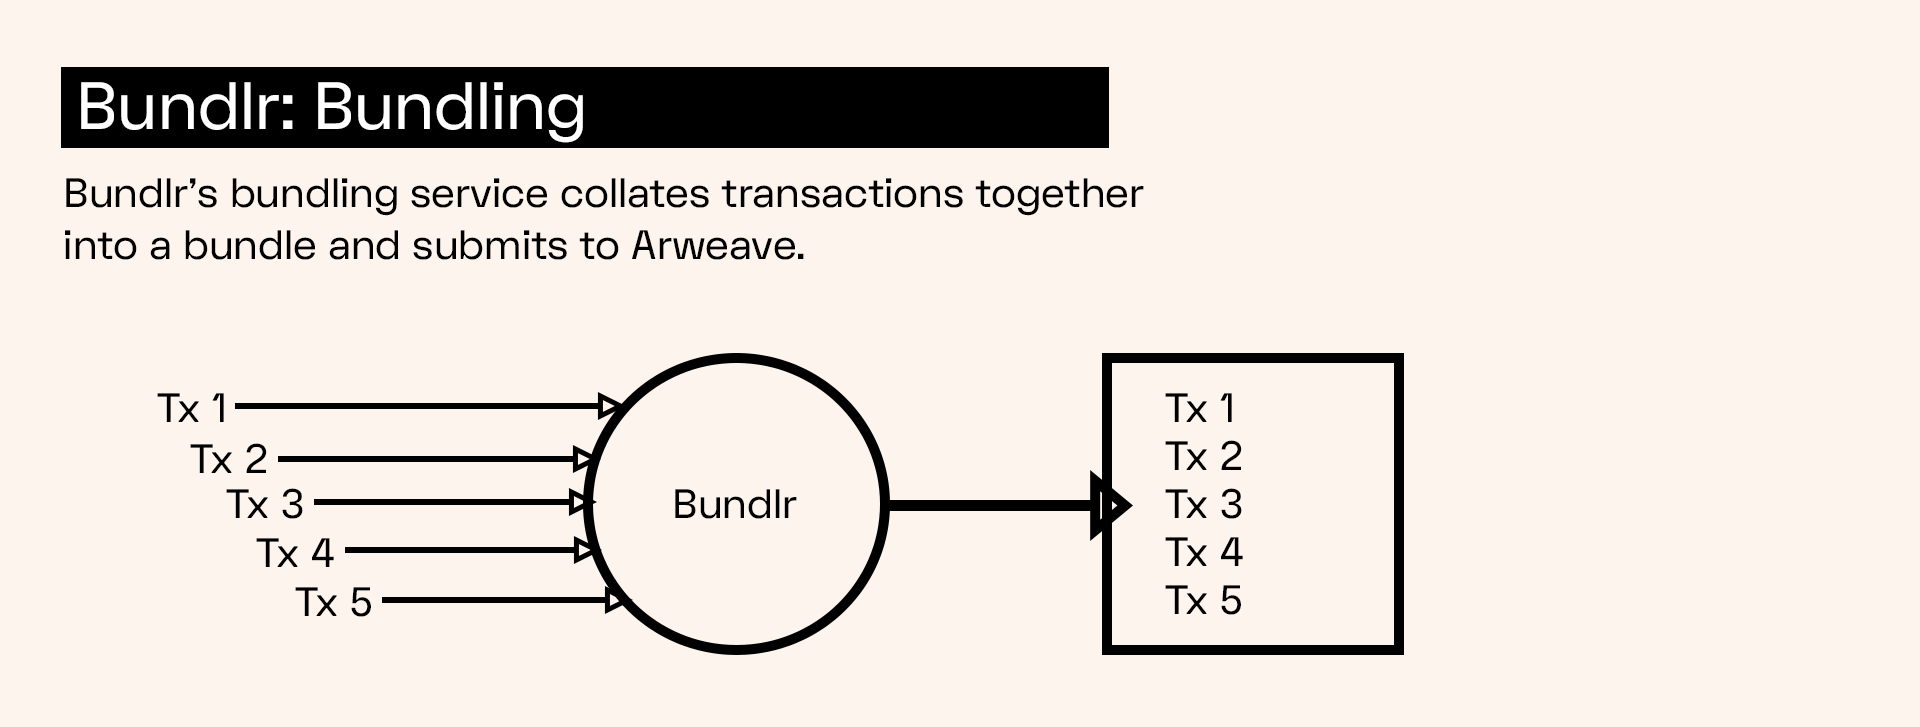 Bundlr: Bundling
Bundlr’s bundling service collates transactions together
into a bundle and submits to Arweave.
Tx 1
Tx 2
Tx 3
Tx 4
Tx 5
Bundlr
Tx 1
Tx 2
Tx 3
Tx 4
Tx 5